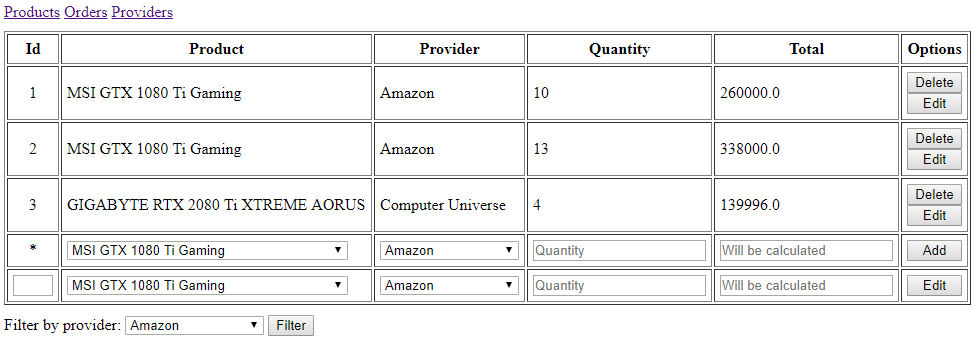 Products Orders Providers
Id Product Provider Quantity Total Options
1 MSI GTX 1080 Ti Gaming Amazon 10 260000.0 Delete Edit
2 MSI GTX 1080 Ti Gaming Amazon 13 338000.0 Delete Edit
3 GIGABYTE RTX 2080 Ti XTREME AORUS Computer Universe 4 139996.0 Delete Edit
* MSI GTX 1080 Ti Gaming Amazon Quantity Will be calculated Add
MSI GTX 1080 Ti Gaming Amazon Quantity Will be calculated Edit
Filter by provider: Amazon Filter